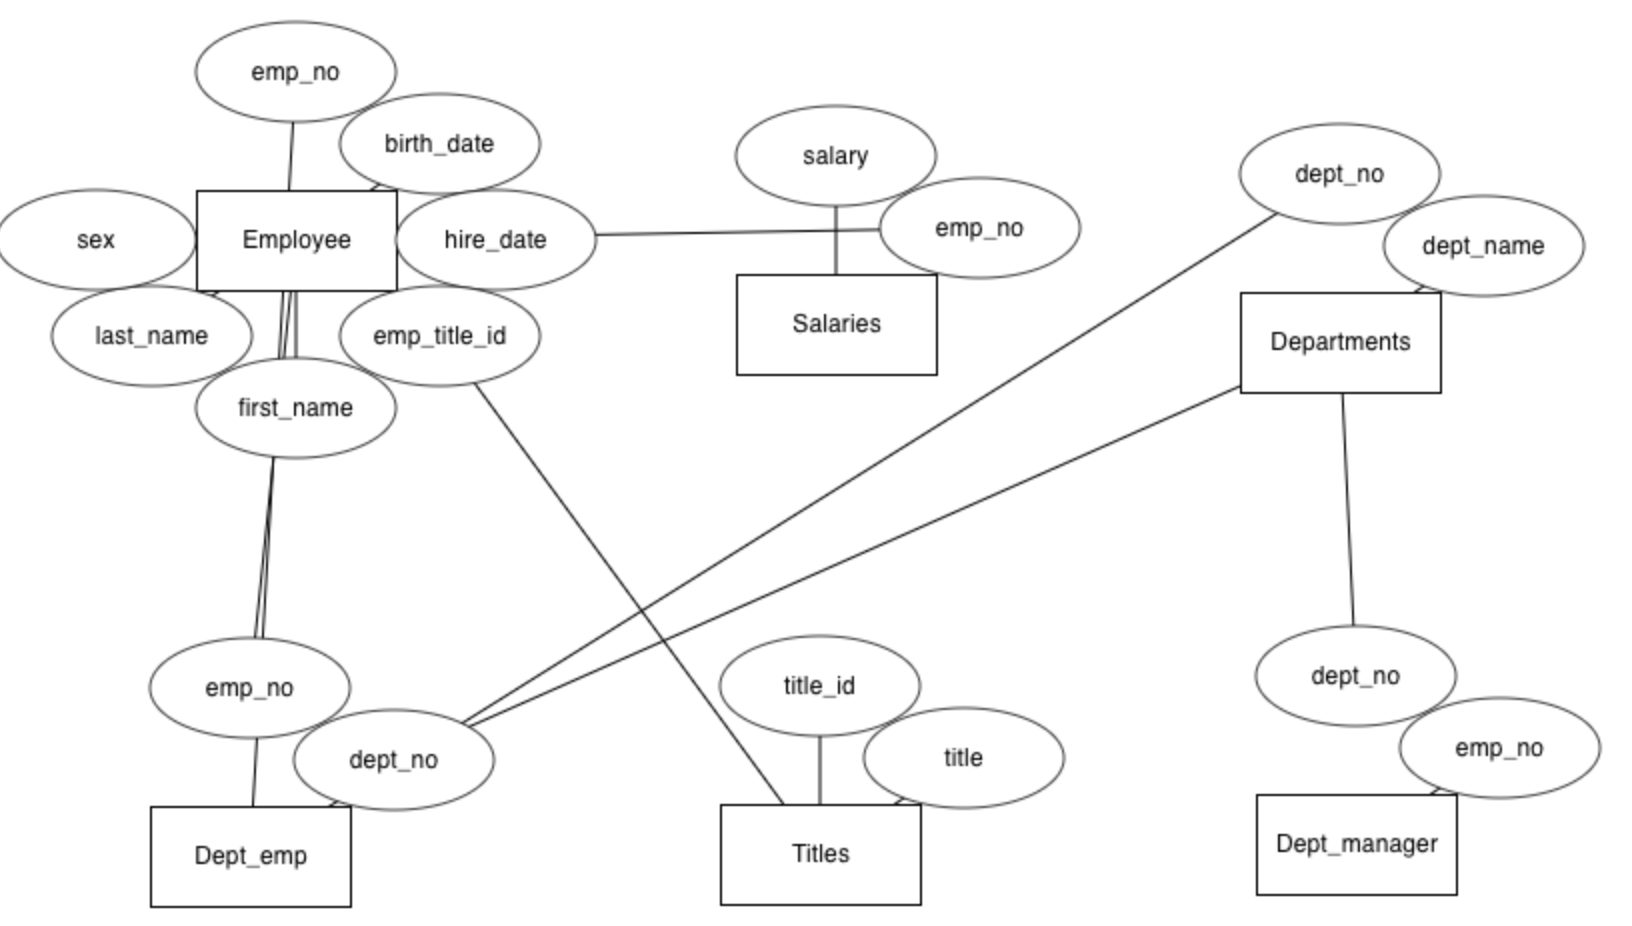 emp_no
birth_date
sex
Employee
hire_date
last_name
emp_title_id
first_name
salary
emp_no
Salaries
dept_no
dept_name
Departments
emp_no
dept_no
Dept_emp
title_id
title
Titles
dept_no
emp_no
Dept_manager